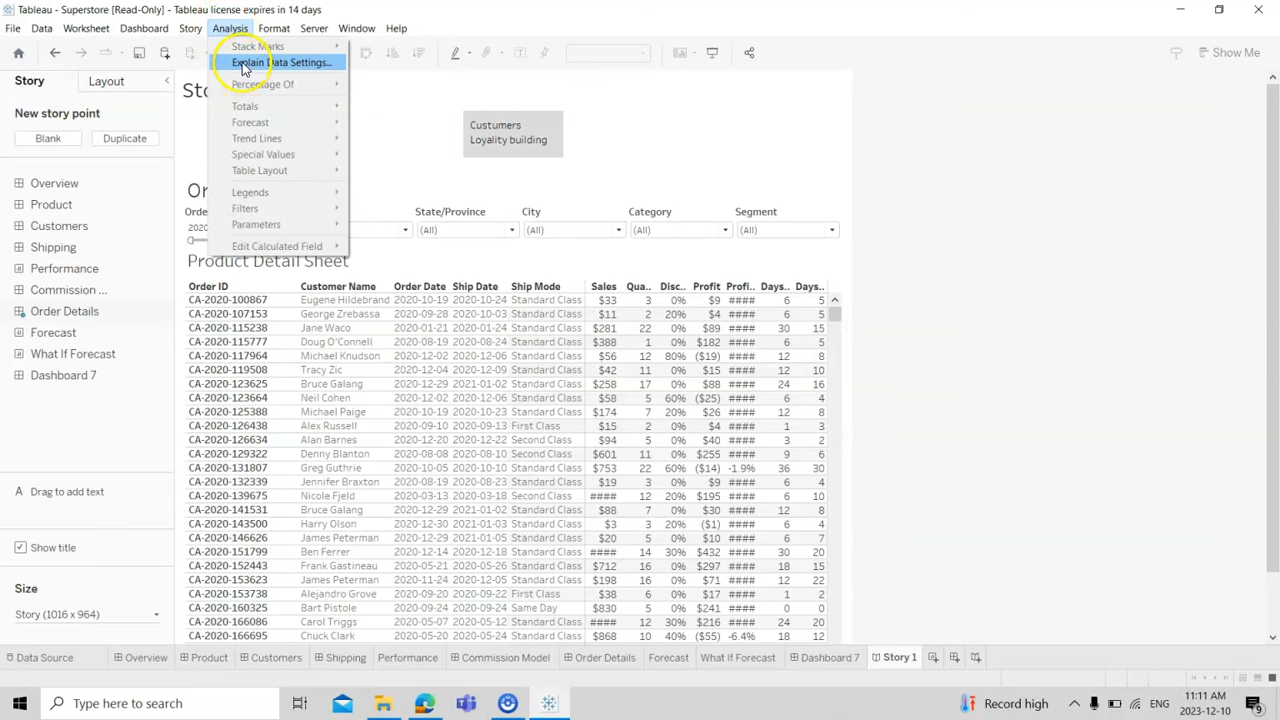 Tableau - Superstore [Read-Only] - Tableau license expires in 14 days
File Data Worksheet Dashboard Story Analysis Format Server Window Help
Show Me
Stack Marks
Explain Data Settings...
Percentage Of
Totals
Forecast
Trend Lines
Special Values
Table Layout
Legends
Filters
Parameters
Edit Calculated Field
Story Layout
New story point
Blank Duplicate
Overview
Product
Customers
Shipping
Performance
Commission ...
Order Details
Forecast
What If Forecast
Dashboard 7
A Drag to add text
Show title
Size
Story (1016 x 964)
Custumers
Loyality building
State/Province City Category Segment
(All) (All) (All) (All)
Product Detail Sheet
Order ID Customer Name Order Date Ship Date Ship Mode Sales Qua.. Disc.. Profit Profi.. Days.. Days..
CA-2020-100867 Eugene Hildebrand 2020-10-19 2020-10-24 Standard Class $33 3 0% $9 #### 6 5
CA-2020-107153 George Zrebassa 2020-09-28 2020-10-03 Standard Class $11 2 20% $4 #### 6 5
CA-2020-115238 Jane Waco 2020-01-21 2020-01-24 Standard Class $281 22 0% $89 #### 30 15
CA-2020-115777 Doug O'Connell 2020-08-19 2020-08-24 Standard Class $388 1 0% $182 #### 6 5
CA-2020-117964 Michael Knudson 2020-12-02 2020-12-06 Standard Class $56 12 80% ($19) #### 12 8
CA-2020-119508 Tracy Zic 2020-12-04 2020-12-09 Standard Class $42 11 0% $15 #### 12 10
CA-2020-123625 Bruce Galang 2020-12-29 2021-01-02 Standard Class $258 17 0% $88 #### 24 16
CA-2020-123664 Neil Cohen 2020-12-02 2020-12-06 Standard Class $58 5 60% ($25) #### 6 4
CA-2020-125388 Michael Paige 2020-10-19 2020-10-23 Standard Class $174 7 20% $26 #### 12 8
CA-2020-126438 Alex Russell 2020-09-10 2020-09-13 First Class $15 2 0% $4 #### 1 3
CA-2020-126634 Alan Barnes 2020-12-20 2020-12-22 Second Class $94 5 0% $40 #### 3 2
CA-2020-129322 Denny Blanton 2020-08-08 2020-08-10 Second Class $601 11 0% $255 #### 9 6
CA-2020-131807 Greg Guthrie 2020-10-05 2020-10-10 Standard Class $753 22 60% ($14) -1.9% 36 30
CA-2020-132339 Jennifer Braxton 2020-08-19 2020-08-23 Standard Class $19 3 0% $9 #### 6 4
CA-2020-139675 Nicole Fjeld 2020-03-13 2020-03-18 Second Class #### 12 20% $195 #### 6 10
CA-2020-141531 Bruce Galang 2020-12-29 2021-01-02 Standard Class $88 7 0% $30 #### 12 8
CA-2020-143500 Harry Olson 2020-12-30 2021-01-03 Standard Class $3 3 20% ($1) #### 6 4
CA-2020-146626 James Peterman 2020-12-29 2021-01-05 Standard Class $20 5 0% $10 #### 6 7
CA-2020-151799 Ben Ferrer 2020-12-14 2020-12-18 Standard Class #### 14 30% $432 #### 30 20
CA-2020-152443 Frank Gastineau 2020-05-21 2020-05-26 Standard Class $712 16 0% $297 #### 18 15
CA-2020-153623 James Peterman 2020-11-24 2020-12-05 Standard Class $198 16 0% $71 #### 12 22
CA-2020-153738 Alejandro Grove 2020-09-20 2020-09-22 First Class $38 6 0% $17 #### 1 2
CA-2020-160325 Bart Pistole 2020-09-24 2020-09-24 Same Day $830 5 0% $241 #### 0 0
CA-2020-166086 Carol Triggs 2020-05-07 2020-05-12 Standard Class #### 12 30% $216 #### 24 20
CA-2020-166695 Chuck Clark 2020-05-20 2020-05-24 Standard Class $868 10 40% ($55) -6.4% 18 12
Data Source Overview Product Customers Shipping Performance Commission Model Order Details Forecast What If Forecast Dashboard 7 Story 1
Type here to search
Record high
ENG
11:11 AM
2023-12-10
9